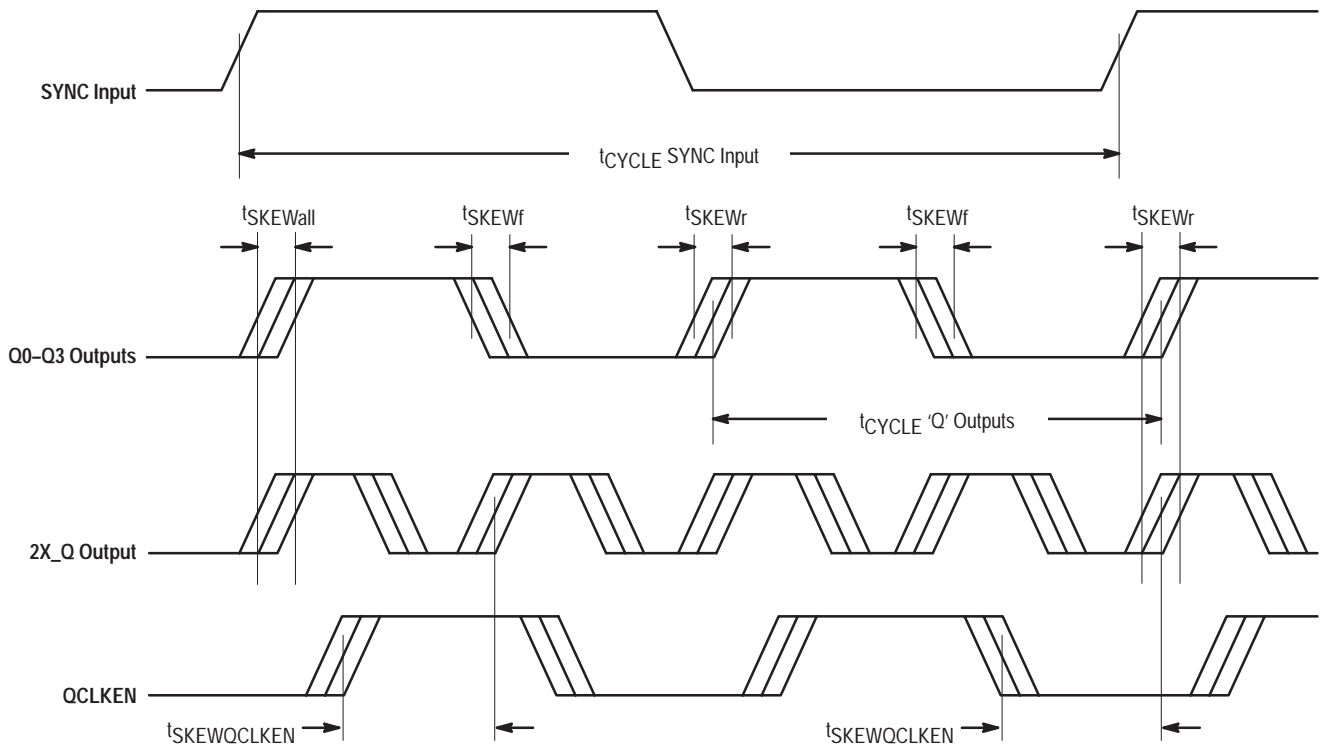 SYNC Input
tCYCLE SYNC Input
tSKEWall
tSKEWf
tSKEWr
tSKEWf
tSKEWr
Q0–Q3 Outputs
tCYCLE ‘Q’ Outputs
2X_Q Output
QCLKEN
tSKEWQCLKEN
tSKEWQCLKEN